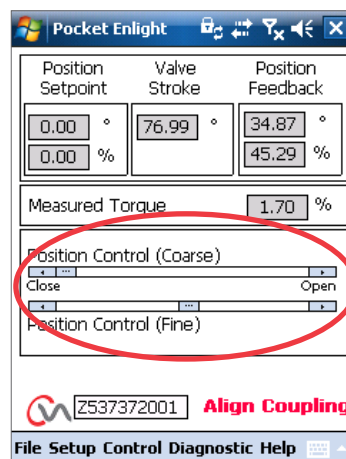 Pocket Enlight
Position Setpoint
Valve Stroke
Position Feedback
0.00 °
76.99 °
34.87 °
0.00 %
45.29 %
Measured Torque 1.70 %
Position Control (Coarse)
Close Open
Position Control (Fine)
Z537372001 Align Coupling
File Setup Control Diagnostic Help